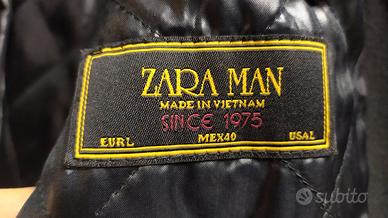 ZARA MAN
MADE IN VIETNAM
SINCE 1975
EUR L MEX 40 USA L
subito